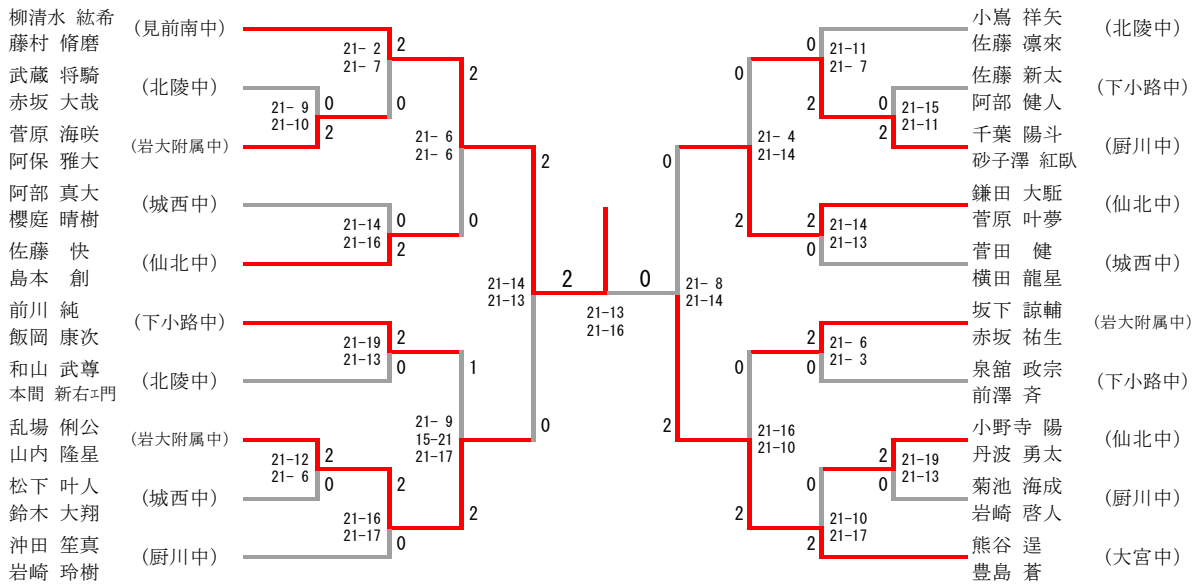 柳清水 紘希
藤村 脩磨
(見前南中)
武蔵 将騎
赤坂 大哉
(北陵中)
菅原 海咲
阿保 雅大
(岩大附属中)
阿部 真大
櫻庭 晴樹
(城西中)
佐藤 快
島本 創
(仙北中)
前川 純
飯岡 康次
(下小路中)
和山 武尊
本間 新右ェ門
(北陵中)
乱場 俐公
山内 隆星
(岩大附属中)
松下 叶人
鈴木 大翔
(城西中)
沖田 笙真
岩崎 玲樹
(厨川中)
2
21- 2
21- 7
0
0
21- 9
21-10
2
2
21- 6
21- 6
0
0
21-14
21-16
2
2
21-14
21-13
0
2
21-19
21-13
0
1
21- 9
15-21
21-17
2
2
21-12
21- 6
0
2
21-16
21-17
0
2
0
21-13
21-16
0
21- 8
21-14
2
0
21- 4
21-14
2
0
21-11
21- 7
2
0
21-15
21-11
2
2
21-14
21-13
0
0
21-16
21-10
2
2
21- 6
21- 3
0
0
21-10
21-17
2
2
21-19
21-13
0
小嶌 祥矢
佐藤 凛來
(北陵中)
佐藤 新太
阿部 健人
(下小路中)
千葉 陽斗
砂子澤 紅臥
(厨川中)
鎌田 大駈
菅原 叶夢
(仙北中)
菅田 健
横田 龍星
(城西中)
坂下 諒輔
赤坂 祐生
(岩大附属中)
泉舘 政宗
前澤 斉
(下小路中)
小野寺 陽
丹波 勇太
(仙北中)
菊池 海成
岩崎 啓人
(厨川中)
熊谷 逞
豊島 蒼
(大宮中)